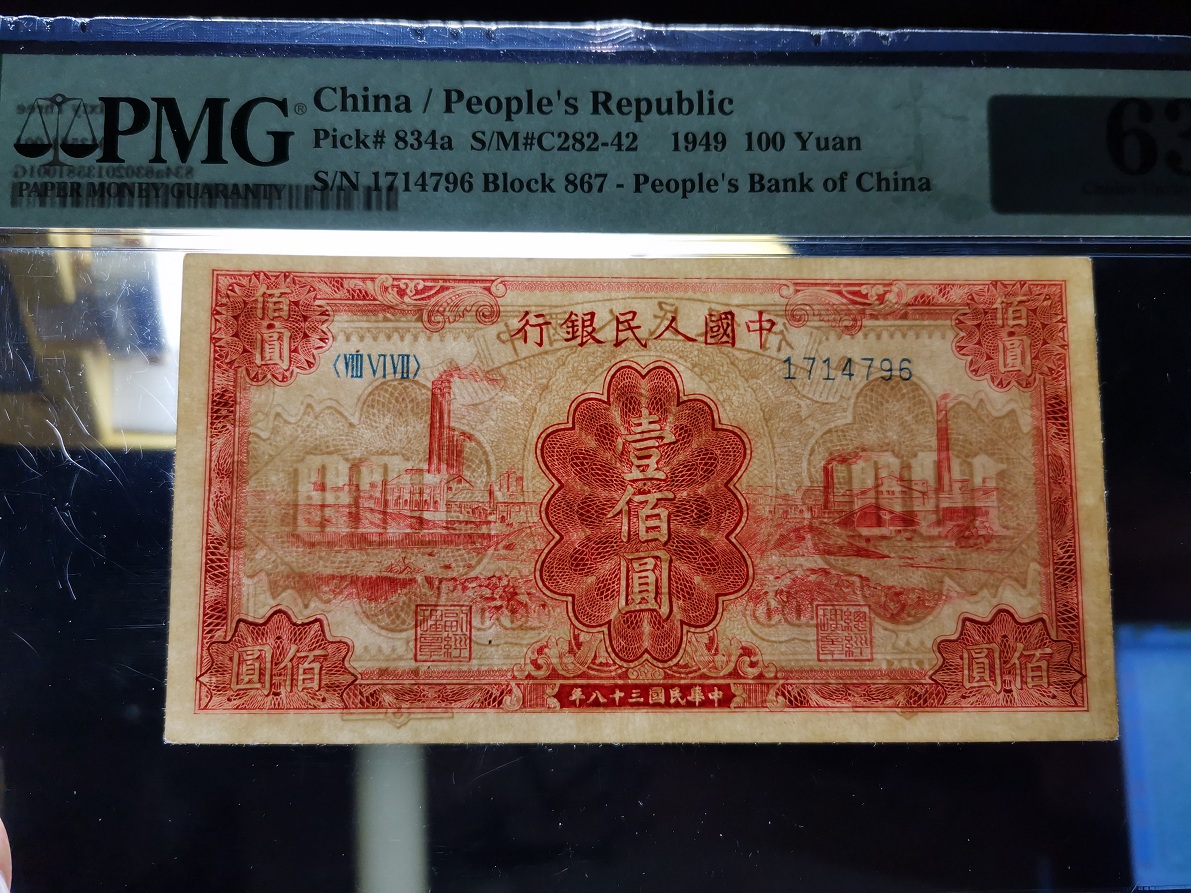 PMG®
PAPER MONEY GUARANTY
China / People's Republic
Pick# 834a S/M#C282-42 1949 100 Yuan
S/N 1714796 Block 867 - People's Bank of China
63
佰圓
行銀民人國中
佰圓
〈VIII VI VII〉
1714796
壹佰圓
圓佰
圓佰
年八十三國民華中